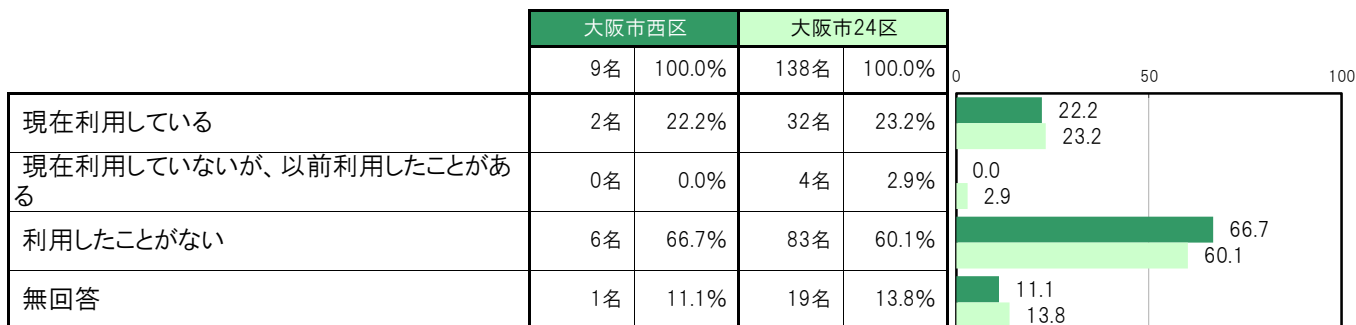 大阪市西区 大阪市24区
9名 100.0% 138名 100.0% 0 50 100
現在利用している 2名 22.2% 32名 23.2% 22.2
23.2
現在利用していないが、以前利用したことがあ
る 0名 0.0% 4名 2.9% 0.0
2.9
利用したことがない 6名 66.7% 83名 60.1% 66.7
60.1
無回答 1名 11.1% 19名 13.8% 11.1
13.8